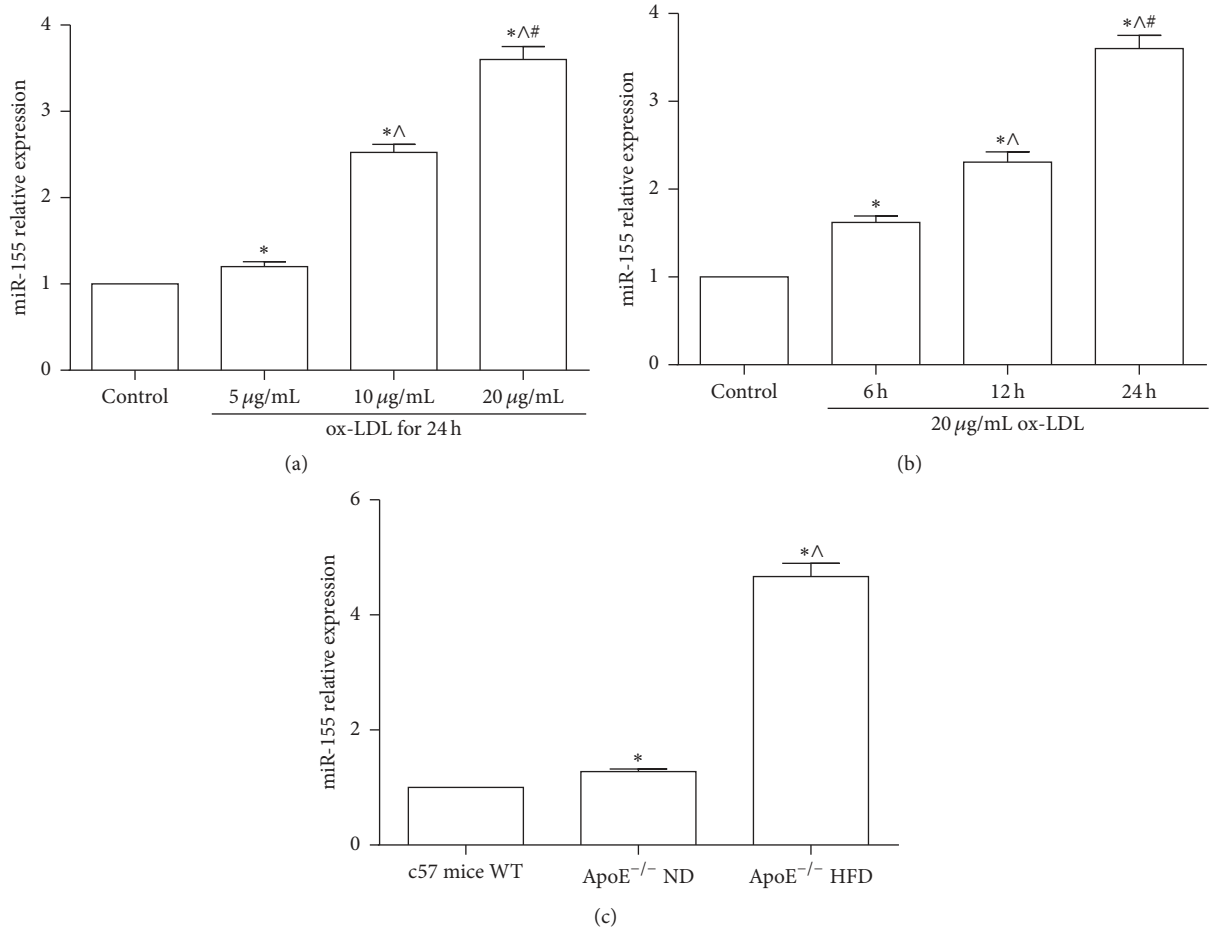 miR-155 relative expression
4
3
2
1
0
*
*^
*^#
Control
5 μg/mL
10 μg/mL
20 μg/mL
ox-LDL for 24 h
(a)
miR-155 relative expression
4
3
2
1
0
*
*^
*^#
Control
6 h
12 h
24 h
20 μg/mL ox-LDL
(b)
miR-155 relative expression
6
4
2
0
*
*^
c57 mice WT
ApoE−/− ND
ApoE−/− HFD
(c)